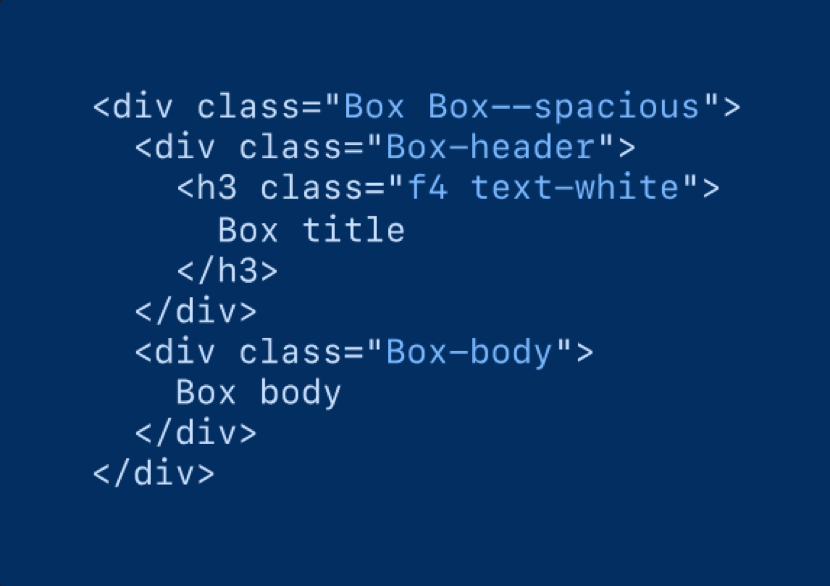 <div class="Box Box--spacious">
  <div class="Box-header">
    <h3 class="f4 text-white">
      Box title
    </h3>
  </div>
  <div class="Box-body">
    Box body
  </div>
</div>